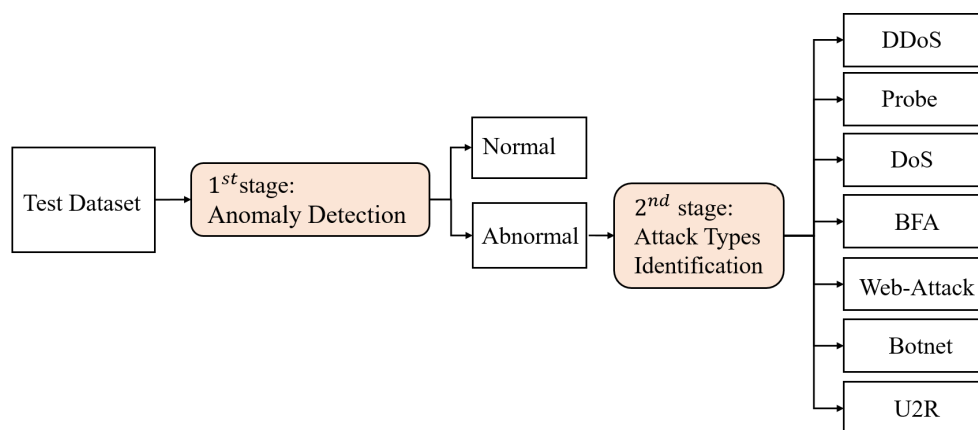 Test Dataset
1st stage:
Anomaly Detection
Normal
Abnormal
2nd stage:
Attack Types
Identification
DDoS
Probe
DoS
BFA
Web-Attack
Botnet
U2R